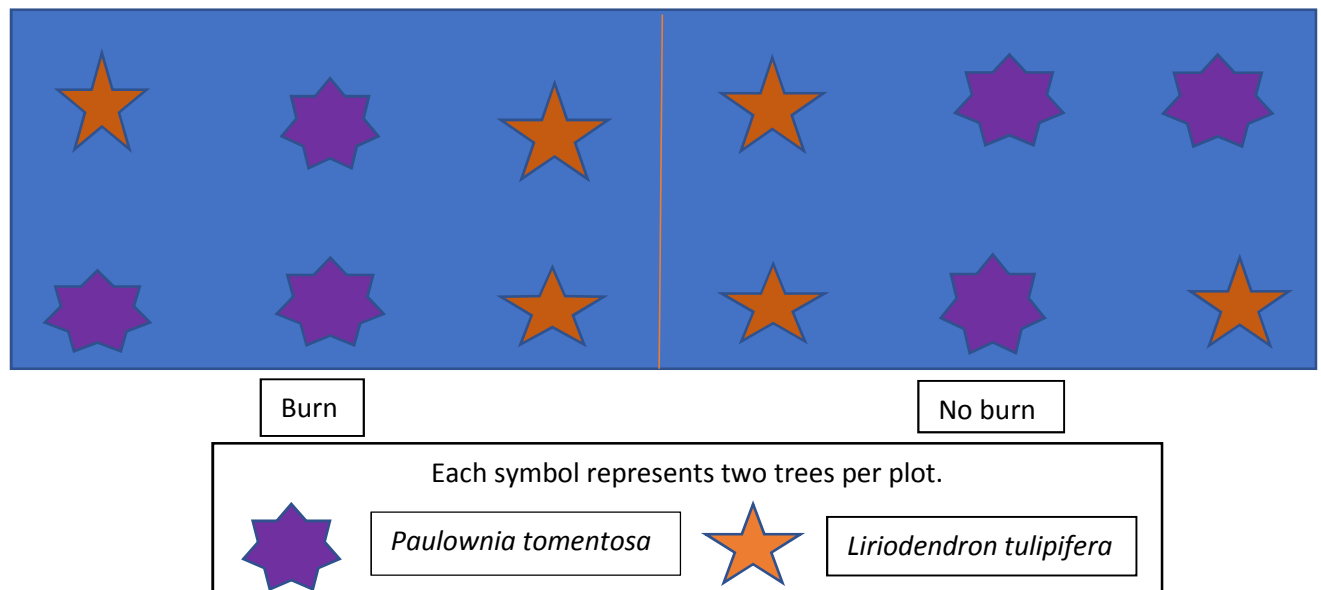 Burn
No burn
Each symbol represents two trees per plot.
Paulownia tomentosa
Liriodendron tulipifera